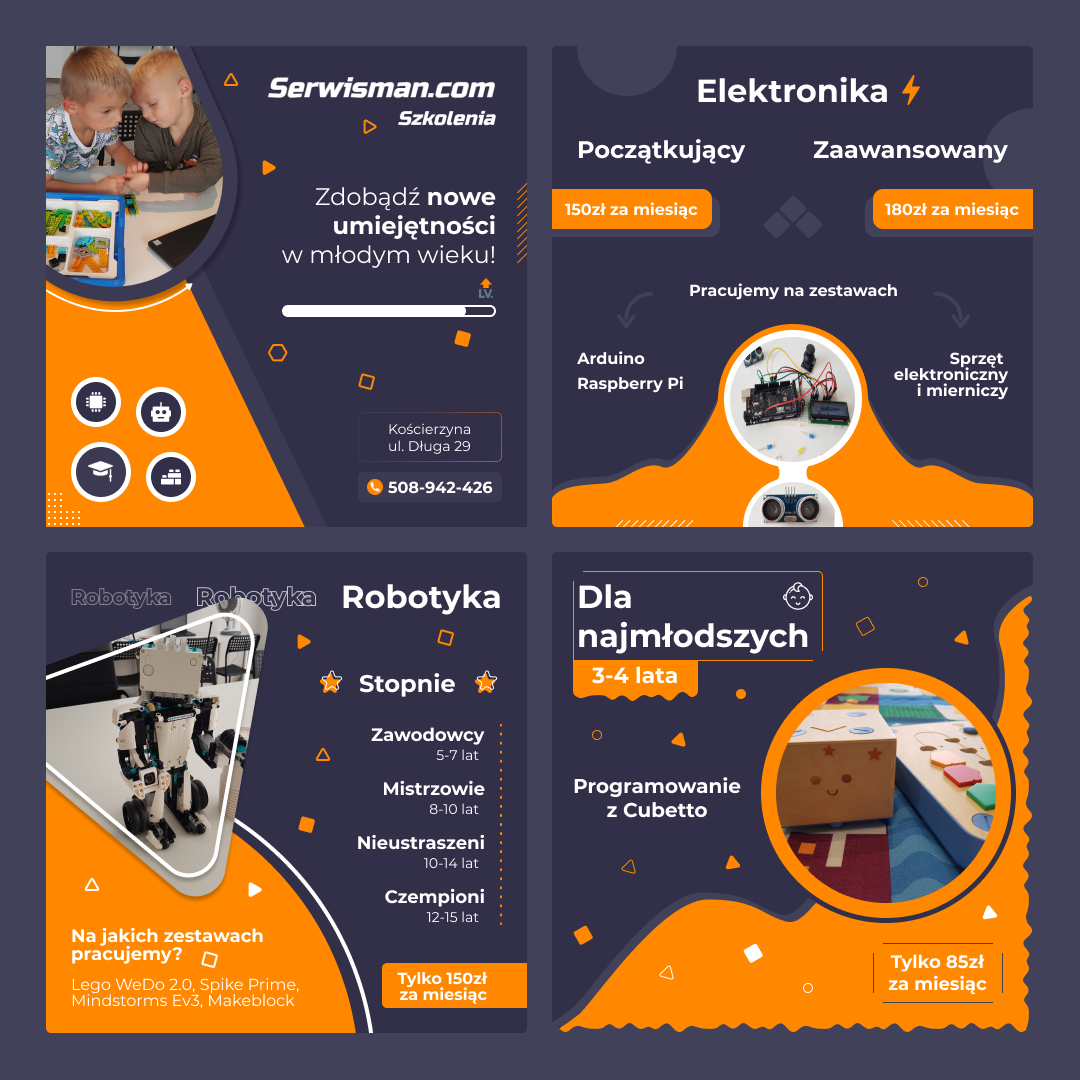 Serwisman.com
Szkolenia
Zdobądź nowe
umiejętności
w młodym wieku!
LV.
Kościerzyna
ul. Długa 29
508-942-426
Elektronika
Początkujący
Zaawansowany
150zł za miesiąc
180zł za miesiąc
Pracujemy na zestawach
Arduino
Raspberry Pi
Sprzęt
elektroniczny
i mierniczy
Robotyka Robotyka Robotyka
Stopnie
Zawodowcy
5-7 lat
Mistrzowie
8-10 lat
Nieustraszeni
10-14 lat
Czempioni
12-15 lat
Na jakich zestawach
pracujemy?
Lego WeDo 2.0, Spike Prime,
Mindstorms Ev3, Makeblock
Tylko 150zł
za miesiąc
Dla
najmłodszych
3-4 lata
Programowanie
z Cubetto
Tylko 85zł
za miesiąc